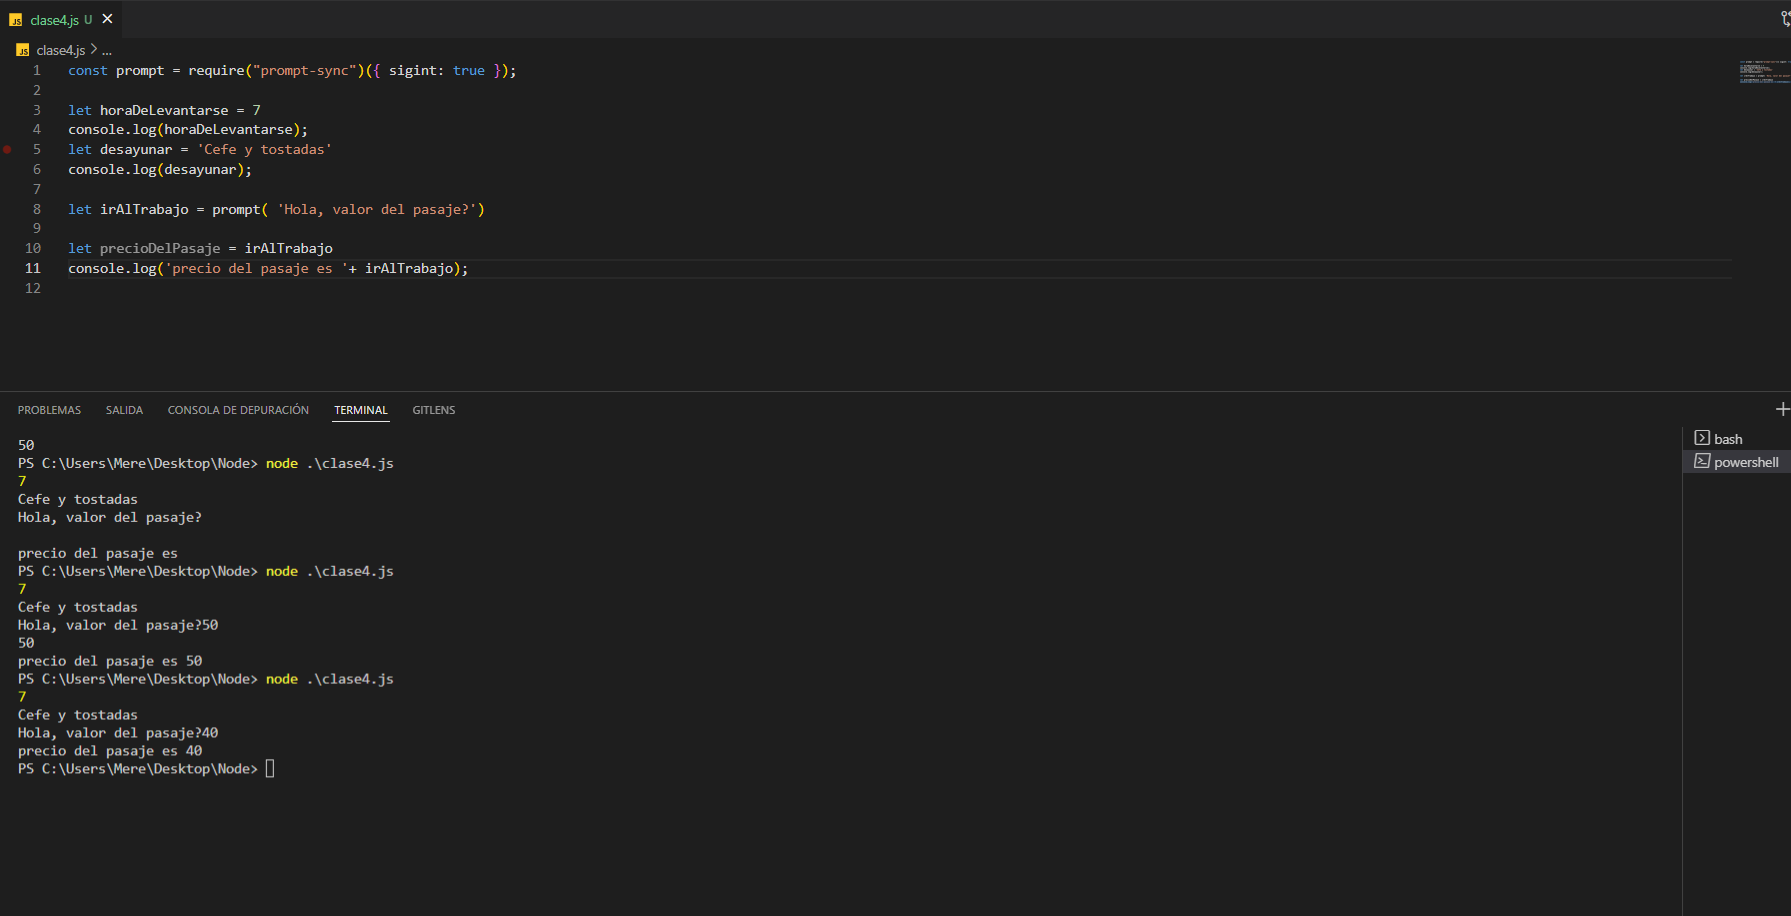 JS clase4.js U ×
JS clase4.js > ...
1 const prompt = require("prompt-sync")({ sigint: true });
2
3 let horaDeLevantarse = 7
4 console.log(horaDeLevantarse);
5 let desayunar = 'Cefe y tostadas'
6 console.log(desayunar);
7
8 let irAlTrabajo = prompt( 'Hola, valor del pasaje?')
9
10 let precioDelPasaje = irAlTrabajo
11 console.log('precio del pasaje es '+ irAlTrabajo);
12
PROBLEMAS SALIDA CONSOLA DE DEPURACIÓN TERMINAL GITLENS
50
PS C:\Users\Mere\Desktop\Node> node .\clase4.js
7
Cefe y tostadas
Hola, valor del pasaje?
precio del pasaje es
PS C:\Users\Mere\Desktop\Node> node .\clase4.js
7
Cefe y tostadas
Hola, valor del pasaje?50
50
precio del pasaje es 50
PS C:\Users\Mere\Desktop\Node> node .\clase4.js
7
Cefe y tostadas
Hola, valor del pasaje?40
precio del pasaje es 40
PS C:\Users\Mere\Desktop\Node>
bash
powershell